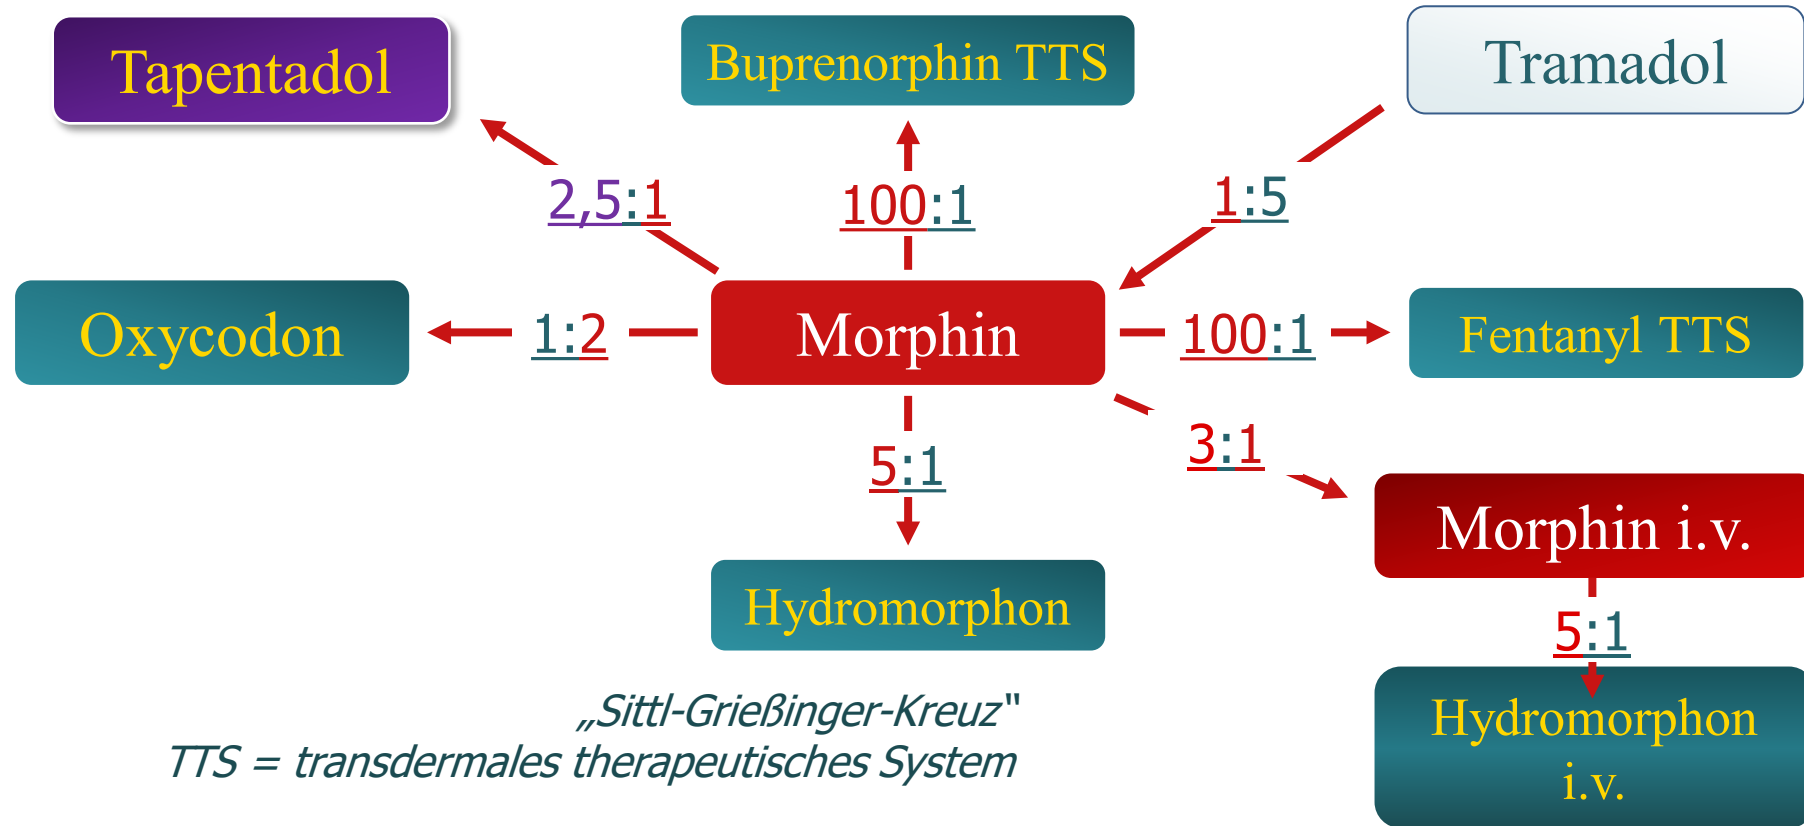 Tapentadol
Buprenorphin TTS
Tramadol
2,5:1
100:1
1:5
Oxycodon
1:2
Morphin
100:1
Fentanyl TTS
5:1
3:1
Morphin i.v.
Hydromorphon
5:1
„Sittl-Grießinger-Kreuz“
TTS = transdermales therapeutisches System
Hydromorphon
i.v.